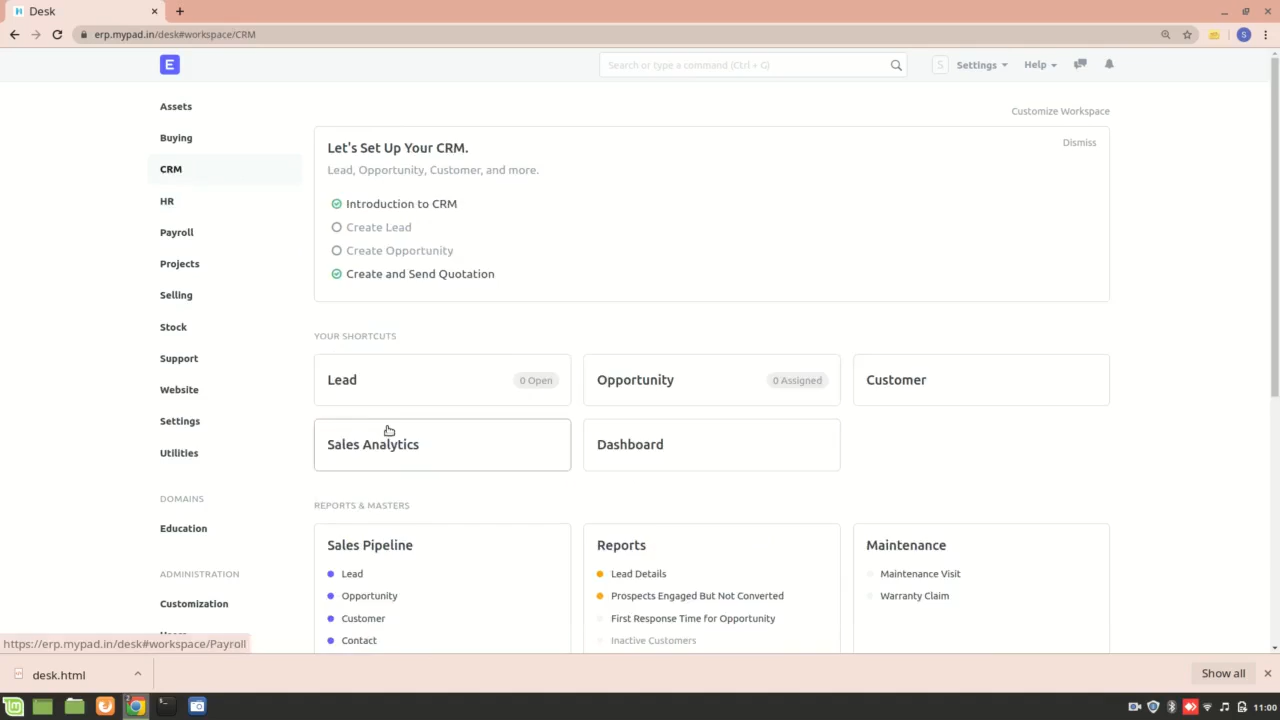 Desk
erp.mypad.in/desk#workspace/CRM
S
E
Search or type a command (Ctrl + G)
S
Settings
Help
Customize Workspace
Assets
Buying
CRM
HR
Payroll
Projects
Selling
Stock
Support
Website
Settings
Utilities
DOMAINS
Education
ADMINISTRATION
Customization
Let's Set Up Your CRM.
Dismiss
Lead, Opportunity, Customer, and more.
Introduction to CRM
Create Lead
Create Opportunity
Create and Send Quotation
YOUR SHORTCUTS
Lead
0 Open
Opportunity
0 Assigned
Customer
Sales Analytics
Dashboard
REPORTS & MASTERS
Sales Pipeline
Lead
Opportunity
Customer
Contact
Reports
Lead Details
Prospects Engaged But Not Converted
First Response Time for Opportunity
Inactive Customers
Maintenance
Maintenance Visit
Warranty Claim
https://erp.mypad.in/desk#workspace/Payroll
desk.html
Show all
2
11:00